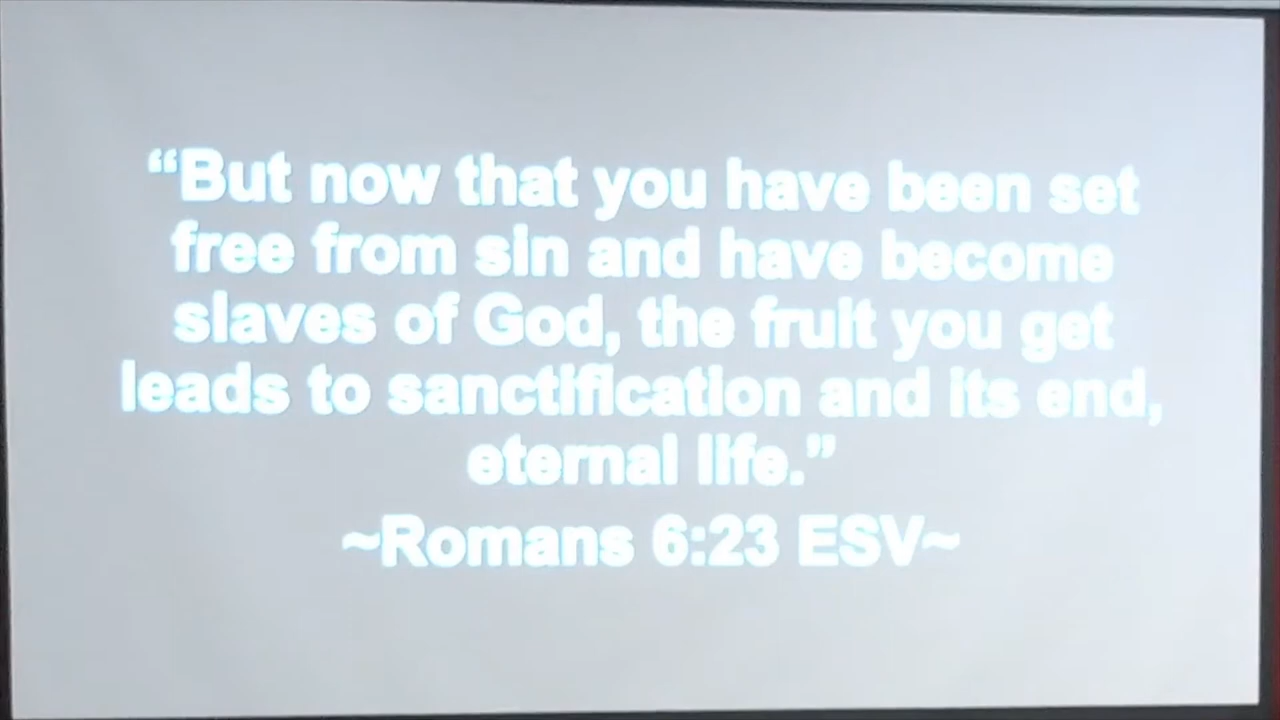 “But now that you have been set
free from sin and have become
slaves of God, the fruit you get
leads to sanctification and its end,
eternal life.”
~Romans 6:23 ESV~